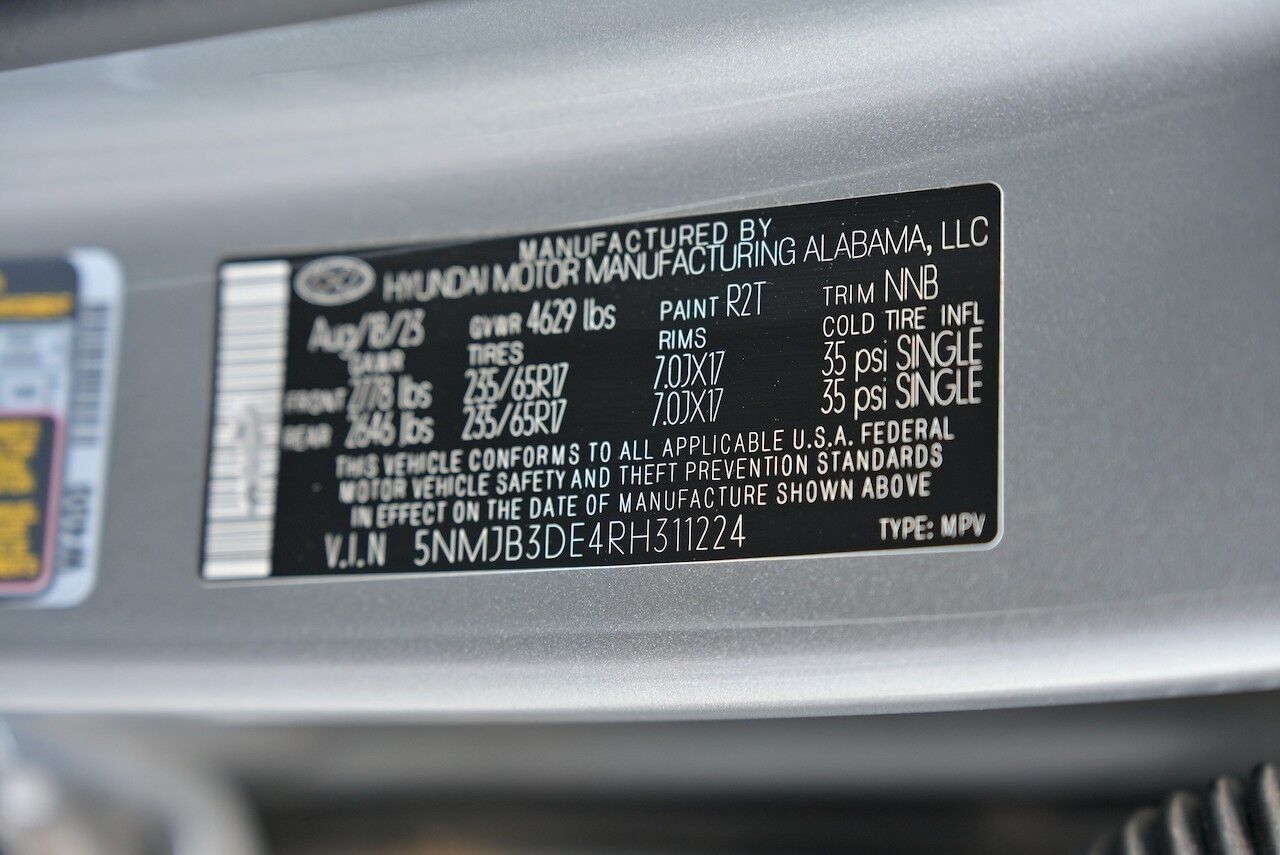 MANUFACTURED BY
HYUNDAI MOTOR MANUFACTURING ALABAMA, LLC
Aug/18/23 GVWR 4629 lbs PAINT R2T TRIM NNB
GAWR TIRES RIMS COLD TIRE INFL
FRONT 2778 lbs 235/65R17 7.0JX17 35 psi SINGLE
REAR 2646 lbs 235/65R17 7.0JX17 35 psi SINGLE
THIS VEHICLE CONFORMS TO ALL APPLICABLE U.S.A. FEDERAL
MOTOR VEHICLE SAFETY AND THEFT PREVENTION STANDARDS
IN EFFECT ON THE DATE OF MANUFACTURE SHOWN ABOVE
V.I.N 5NMJB3DE4RH311224 TYPE: MPV